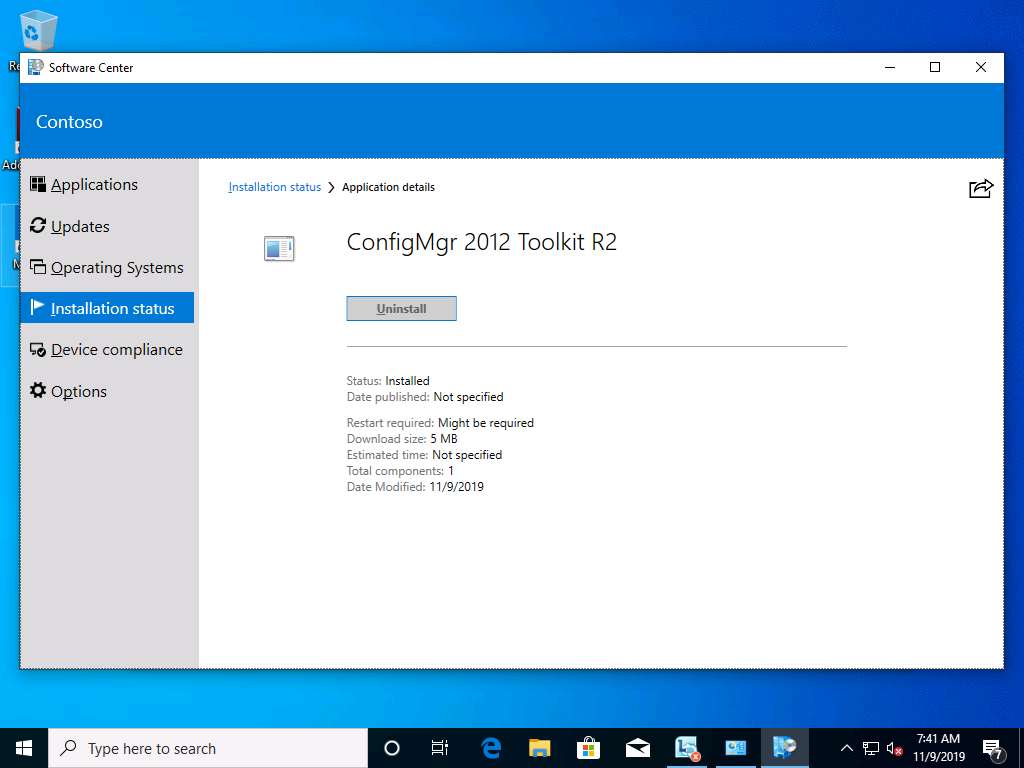 Software Center
Contoso
Applications
Updates
Operating Systems
Installation status
Device compliance
Options
Installation status
Application details
ConfigMgr 2012 Toolkit R2
Uninstall
Status: Installed
Date published: Not specified
Restart required: Might be required
Download size: 5 MB
Estimated time: Not specified
Total components: 1
Date Modified: 11/9/2019
Type here to search
7:41 AM
11/9/2019
7